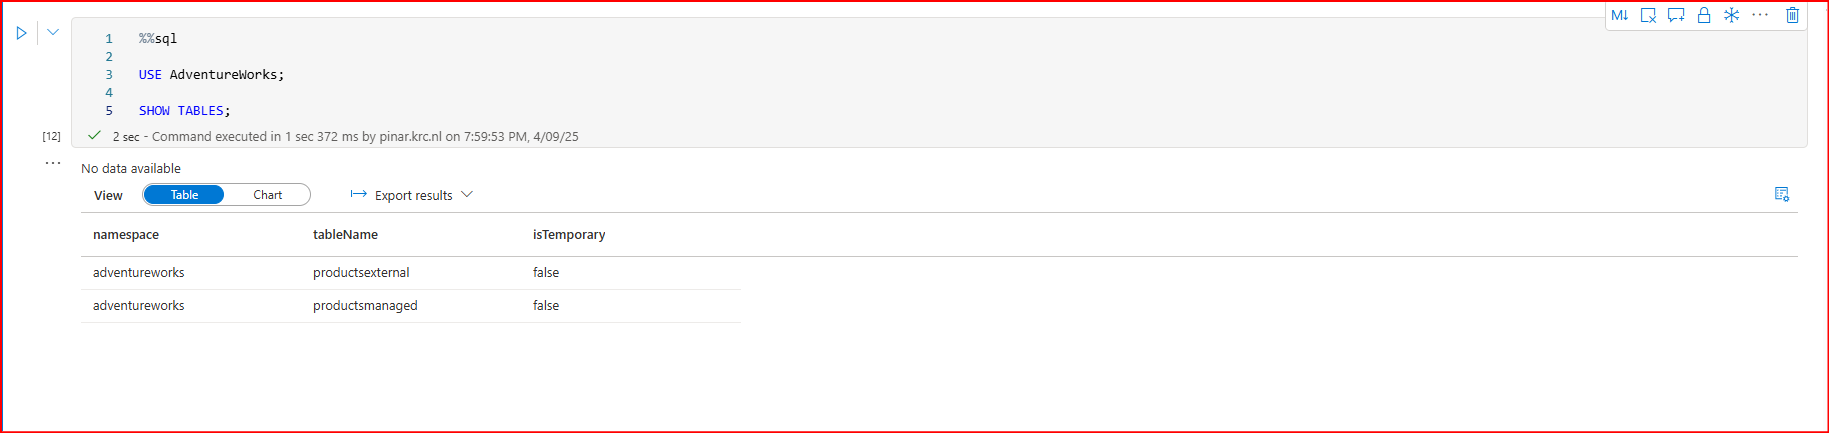 M↓
1 %%sql
2
3 USE AdventureWorks;
4
5 SHOW TABLES;
[12] 2 sec - Command executed in 1 sec 372 ms by pinar.krc.nl on 7:59:53 PM, 4/09/25
No data available
View Table Chart Export results
namespace tableName isTemporary
adventureworks productsexternal false
adventureworks productsmanaged false